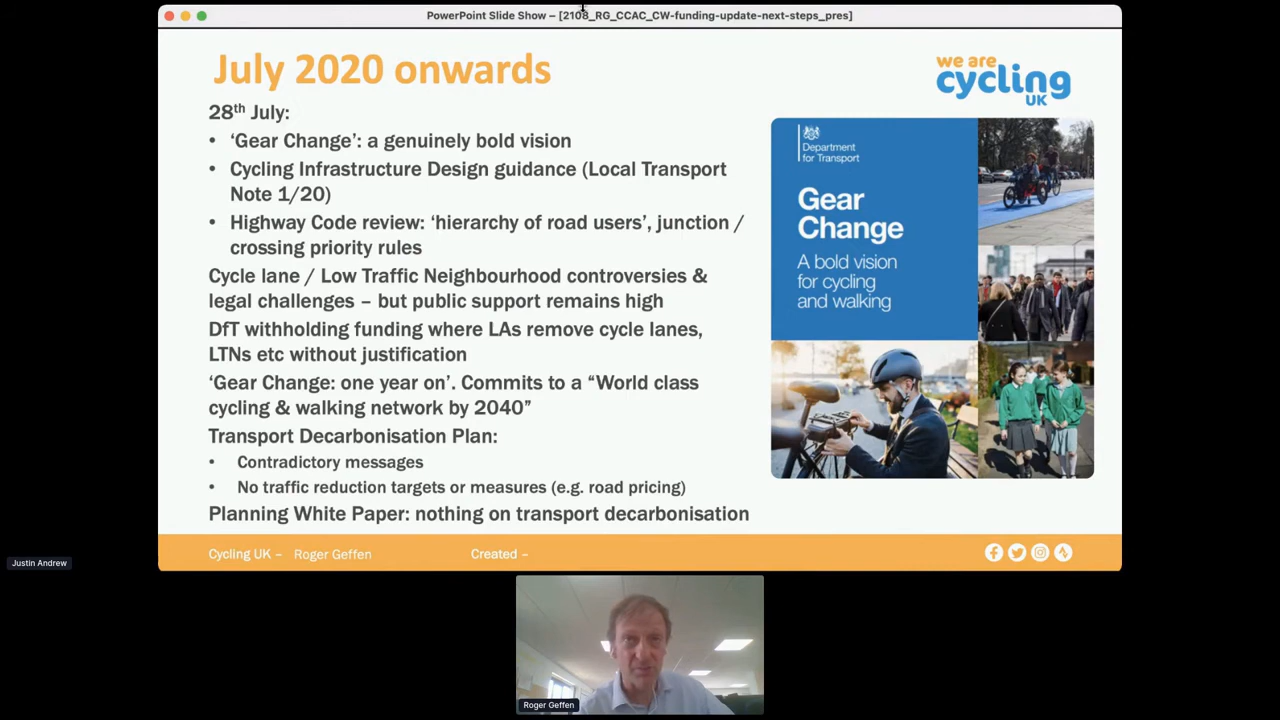 PowerPoint Slide Show – [2108_RG_CCAC_CW-funding-update-next-steps_pres]
July 2020 onwards
we are
cycling
UK
28th July:
• ‘Gear Change’: a genuinely bold vision
• Cycling Infrastructure Design guidance (Local Transport
Note 1/20)
• Highway Code review: ‘hierarchy of road users’, junction /
crossing priority rules
Cycle lane / Low Traffic Neighbourhood controversies &
legal challenges – but public support remains high
DfT withholding funding where LAs remove cycle lanes,
LTNs etc without justification
‘Gear Change: one year on’. Commits to a “World class
cycling & walking network by 2040”
Transport Decarbonisation Plan:
• Contradictory messages
• No traffic reduction targets or measures (e.g. road pricing)
Planning White Paper: nothing on transport decarbonisation
Department
for Transport
Gear
Change
A bold vision
for cycling
and walking
Cycling UK – Roger Geffen Created –
Justin Andrew
Roger Geffen